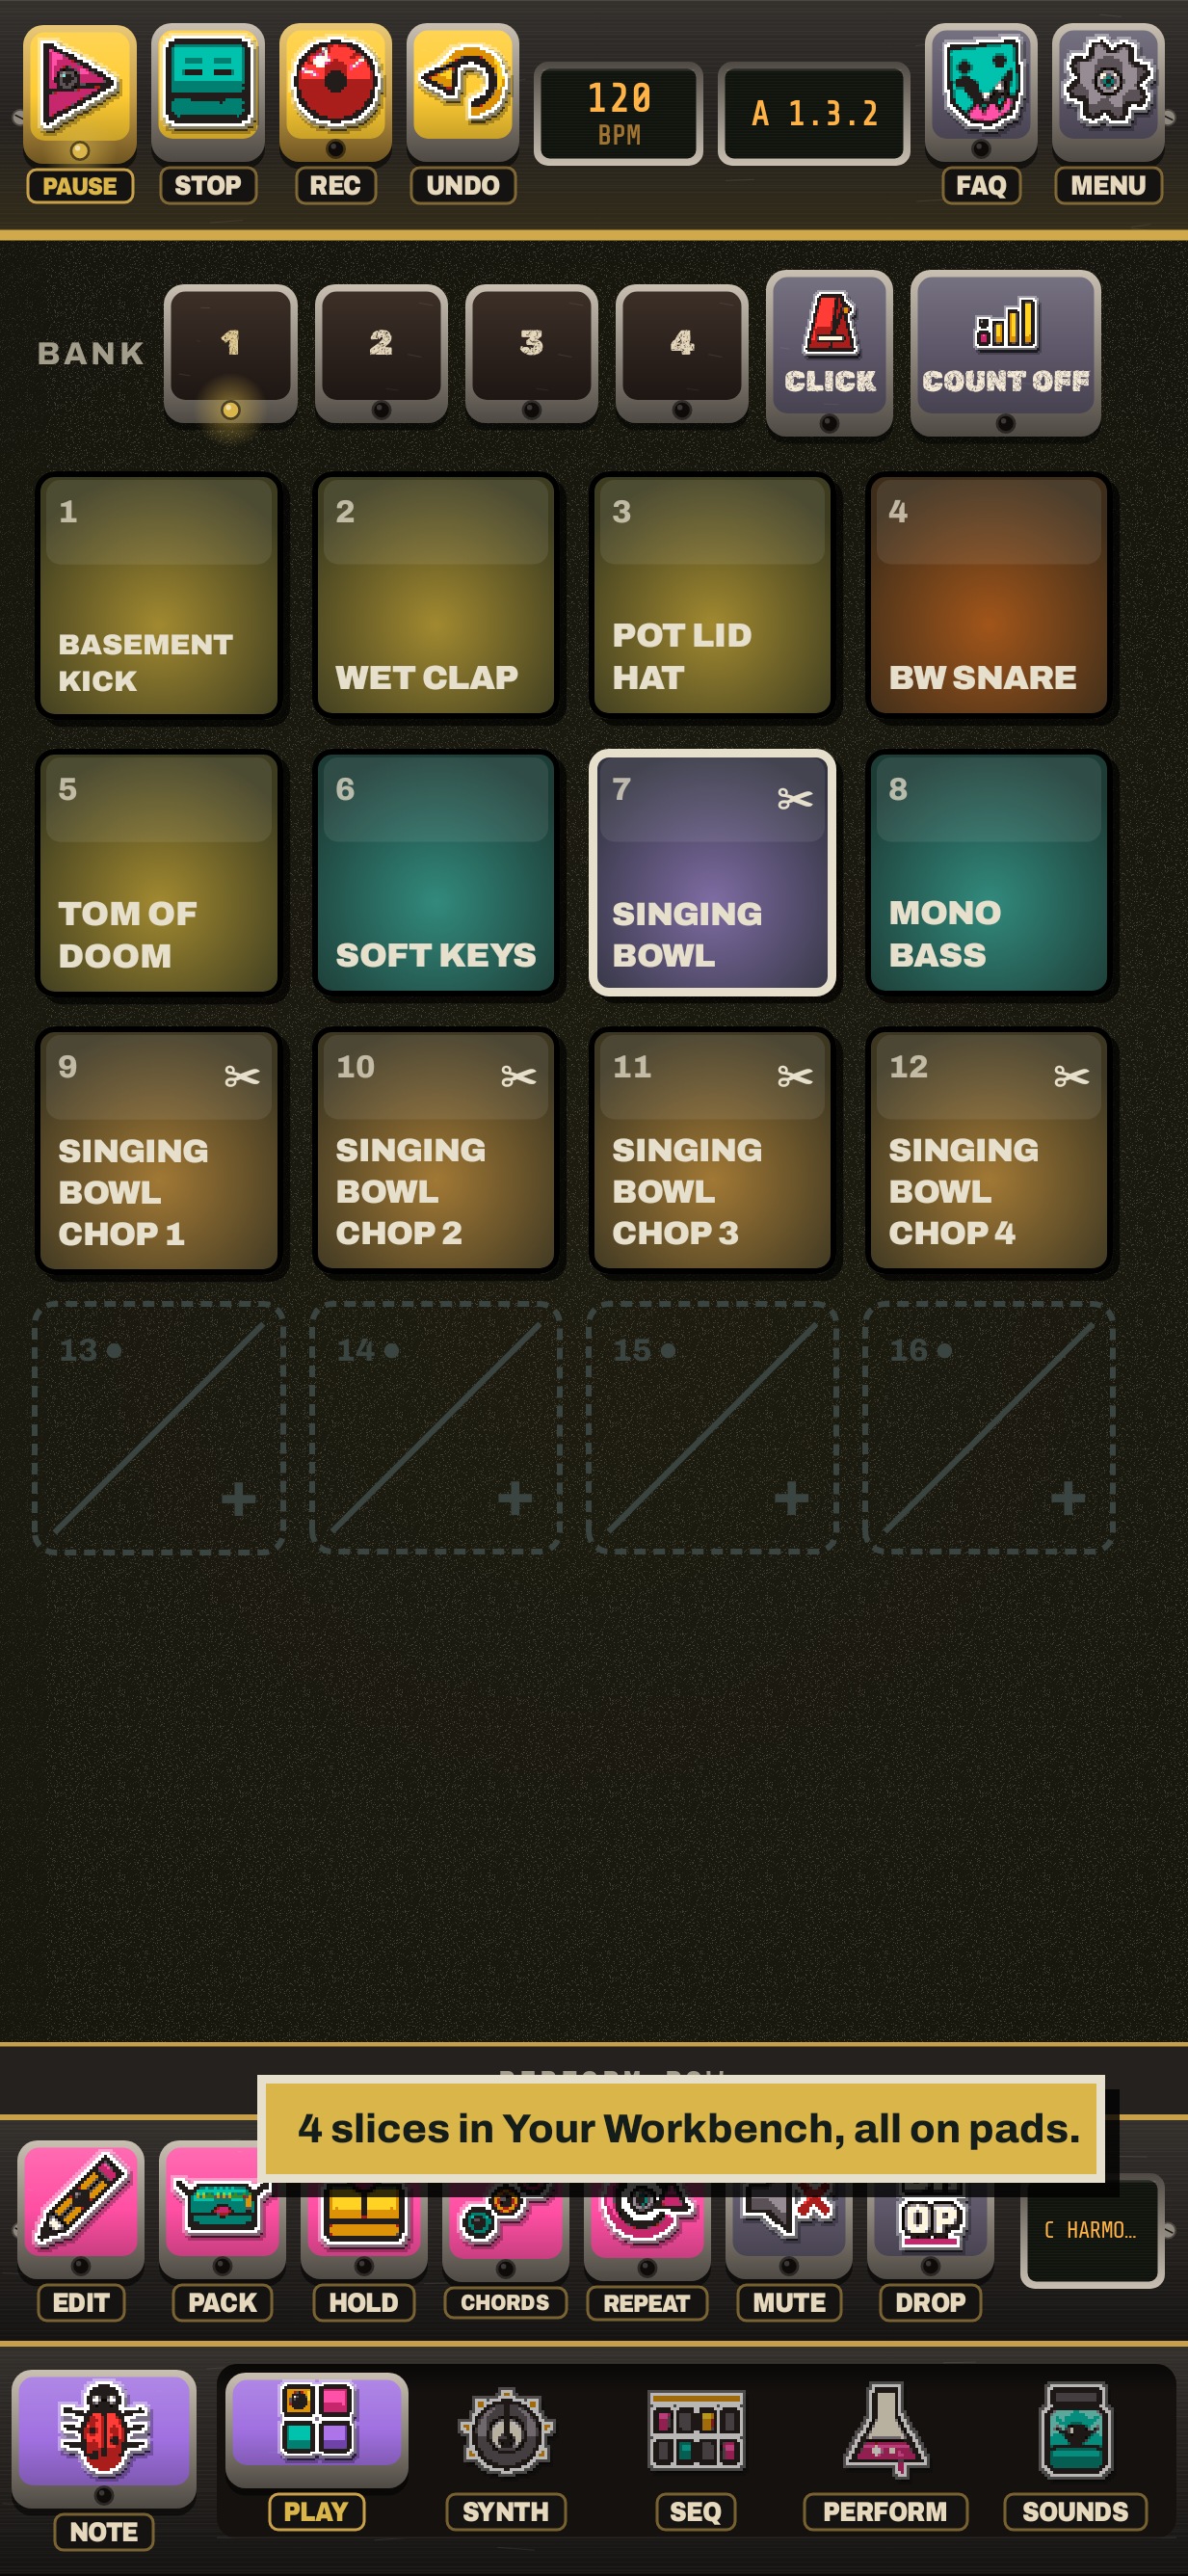 PAUSE
STOP
REC
UNDO
120
BPM
A 1.3.2
FAQ
MENU
BANK
1
2
3
4
CLICK
COUNT OFF
1
BASEMENT
KICK
2
WET CLAP
3
POT LID
HAT
4
BW SNARE
5
TOM OF
DOOM
6
SOFT KEYS
7
SINGING
BOWL
8
MONO
BASS
9
SINGING
BOWL
CHOP 1
10
SINGING
BOWL
CHOP 2
11
SINGING
BOWL
CHOP 3
12
SINGING
BOWL
CHOP 4
13
14
15
16
4 slices in Your Workbench, all on pads.
OP
C HARMO…
EDIT
PACK
HOLD
CHORDS
REPEAT
MUTE
DROP
NOTE
PLAY
SYNTH
SEQ
PERFORM
SOUNDS